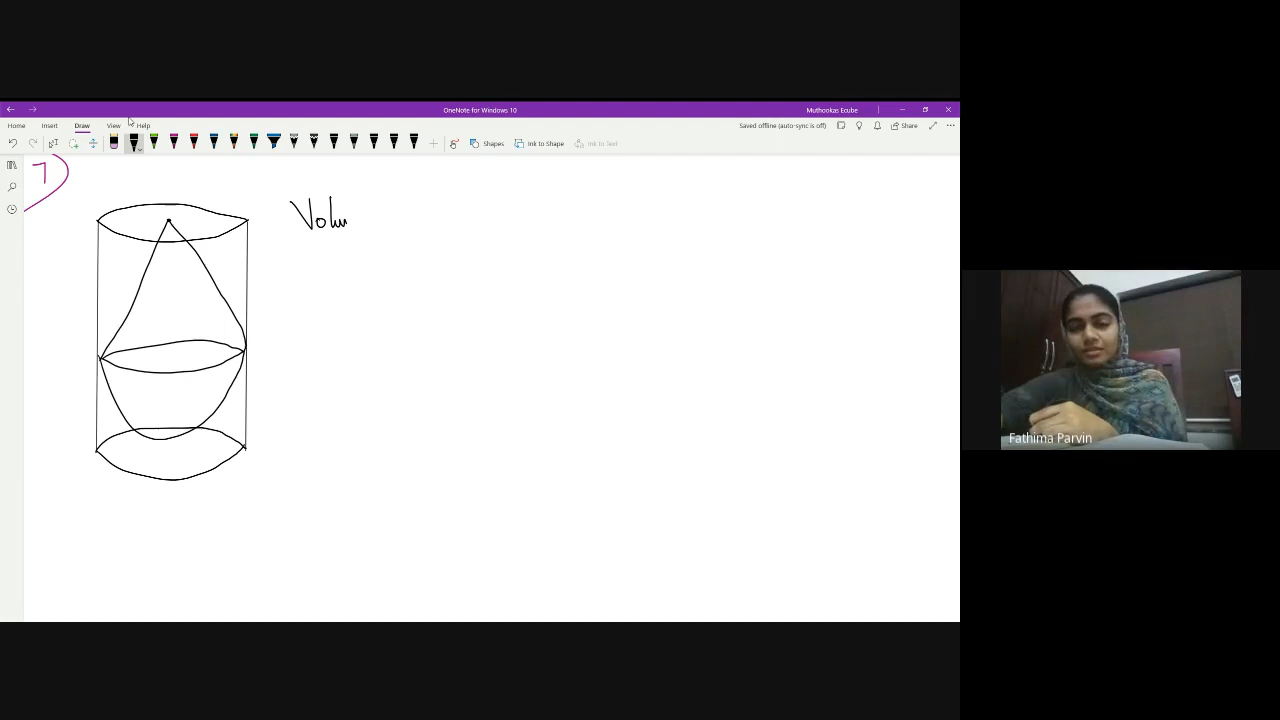 OneNote for Windows 10
Muthookas Ecube
Home Insert Draw View Help
Saved offline (auto-sync is off)
Share
Shapes
Ink to Shape
Ink to Text
7)
Volu
Fathima Parvin